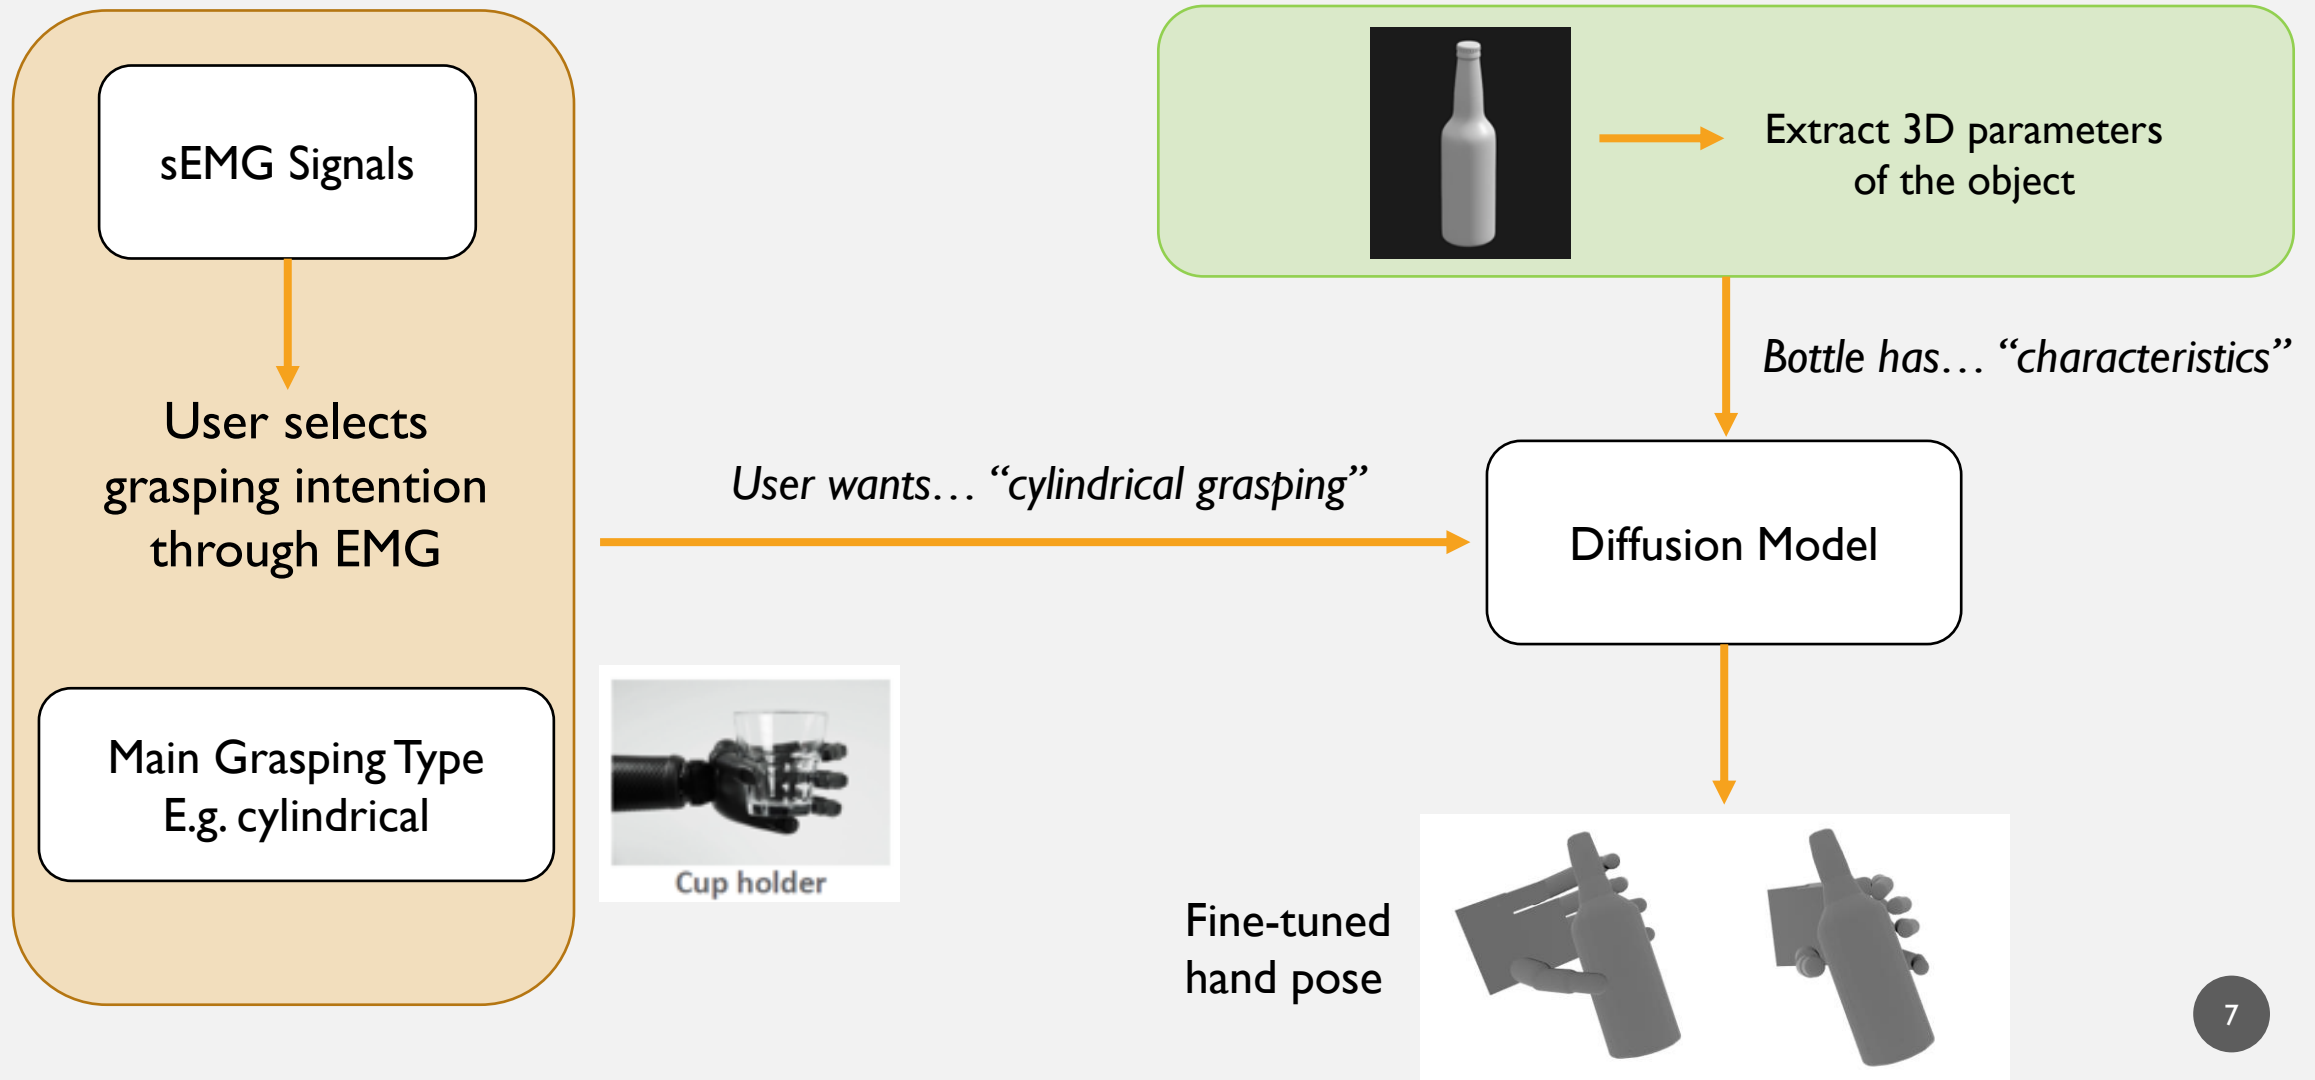 sEMG Signals
User selects
grasping intention
through EMG
Main Grasping Type
E.g. cylindrical
User wants… “cylindrical grasping”
Cup holder
Extract 3D parameters
of the object
Bottle has… “characteristics”
Diffusion Model
Fine-tuned
hand pose
7